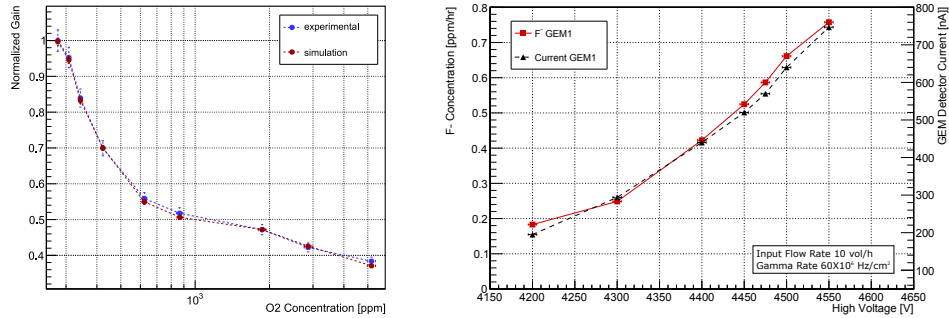 Normalized Gain
1
0.9
0.8
0.7
0.6
0.5
0.4
experimental
simulation
10³
O2 Concentration [ppm]
F- Concentration [ppm/hr]
0.8
0.7
0.6
0.5
0.4
0.3
0.2
0.1
0
F⁻ GEM1
Current GEM1
Input Flow Rate 10 vol/h
Gamma Rate 60X10⁶ Hz/cm²
4150 4200 4250 4300 4350 4400 4450 4500 4550 4600 4650
High Voltage [V]
800
700
600
500
400
300
200
100
GEM Detector Current [nA]]